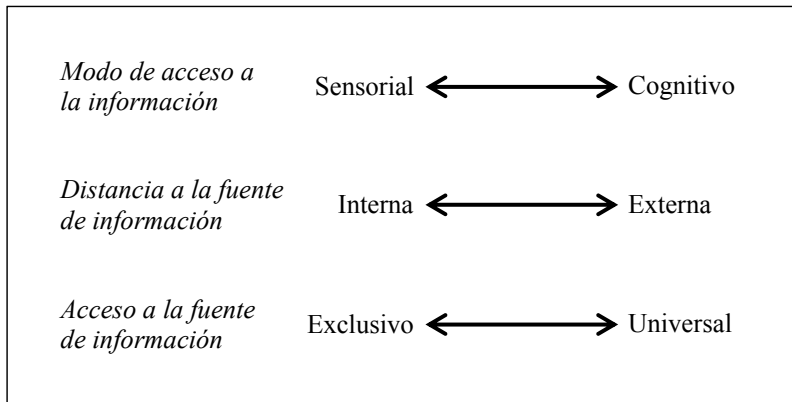 Modo de acceso a
la información
Sensorial
Cognitivo
Distancia a la fuente
de información
Interna
Externa
Acceso a la fuente
de información
Exclusivo
Universal